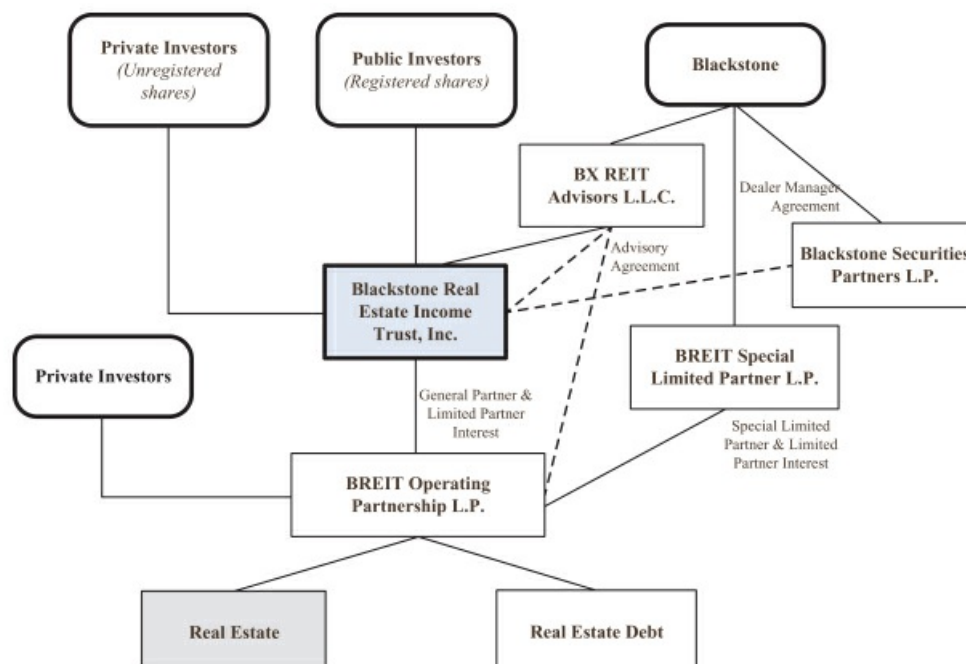 Private Investors
(Unregistered
shares)
Public Investors
(Registered shares)
Blackstone
BX REIT
Advisors L.L.C.
Dealer Manager
Agreement
Advisory
Agreement
Blackstone Securities
Partners L.P.
Blackstone Real
Estate Income
Trust, Inc.
BREIT Special
Limited Partner L.P.
Private Investors
General Partner &
Limited Partner
Interest
Special Limited
Partner & Limited
Partner Interest
BREIT Operating
Partnership L.P.
Real Estate
Real Estate Debt